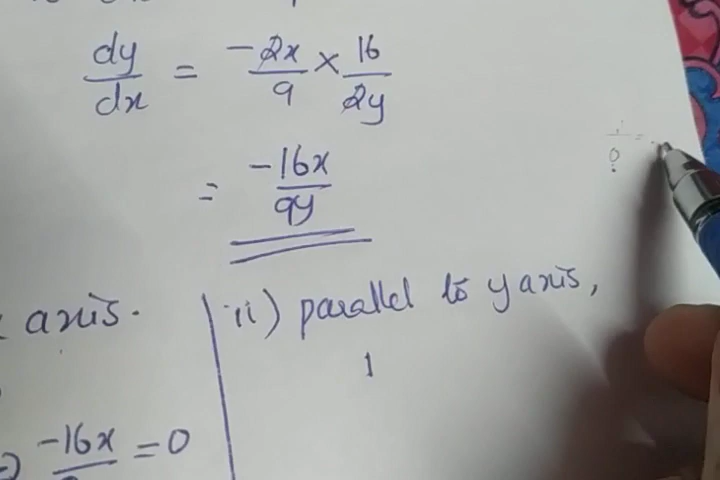 dy/dx = -2x/9 × 16/2y
= -16x/9y
axis.
ii) parallel to y axis,
1
-16x = 0